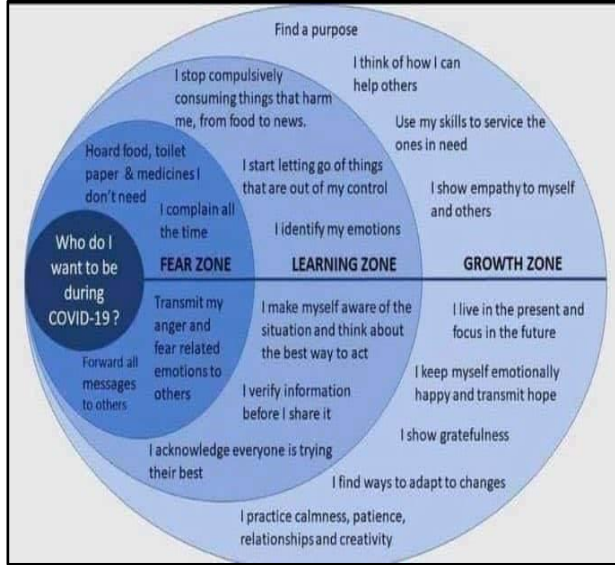 Find a purpose
I think of how I can
help others
I stop compulsively
consuming things that harm
me, from food to news.
Use my skills to service the
ones in need
Hoard food, toilet
paper & medicines I
don't need
I start letting go of things
that are out of my control
I show empathy to myself
and others
I complain all
the time
I identify my emotions
Who do I
want to be
during
COVID-19 ?
FEAR ZONE
LEARNING ZONE
GROWTH ZONE
Transmit my
anger and
fear related
emotions to
others
I make myself aware of the
situation and think about
the best way to act
I live in the present and
focus in the future
Forward all
messages
to others
I verify information
before I share it
I keep myself emotionally
happy and transmit hope
I acknowledge everyone is trying
their best
I show gratefulness
I find ways to adapt to changes
I practice calmness, patience,
relationships and creativity